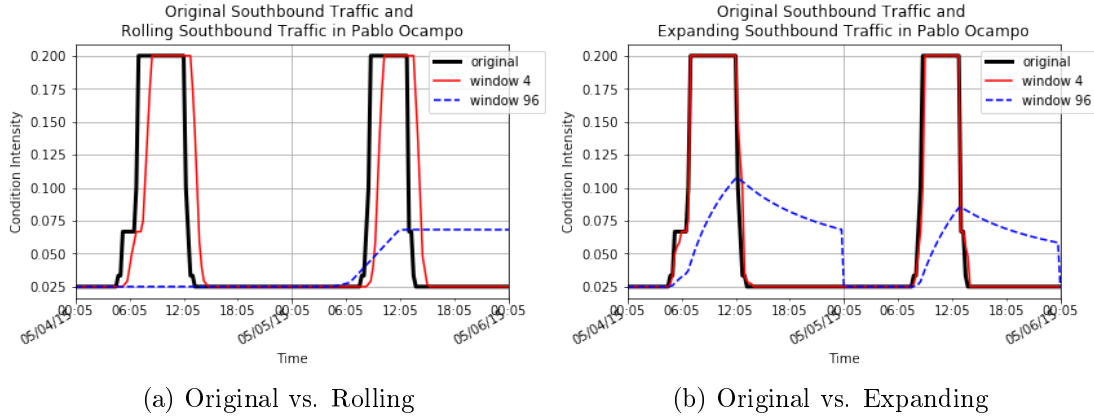 Original Southbound Traffic and
Rolling Southbound Traffic in Pablo Ocampo
original
window 4
window 96
Condition Intensity
0.200
0.175
0.150
0.125
0.100
0.075
0.050
0.025
00:05 06:05 12:05 18:05 00:05 06:05 12:05 18:05 00:05
05/04/15 05/05/15 05/06/15
Time
(a) Original vs. Rolling
Original Southbound Traffic and
Expanding Southbound Traffic in Pablo Ocampo
original
window 4
window 96
Condition Intensity
0.200
0.175
0.150
0.125
0.100
0.075
0.050
0.025
00:05 06:05 12:05 18:05 00:05 06:05 12:05 18:05 00:05
05/04/15 05/05/15 05/06/15
Time
(b) Original vs. Expanding